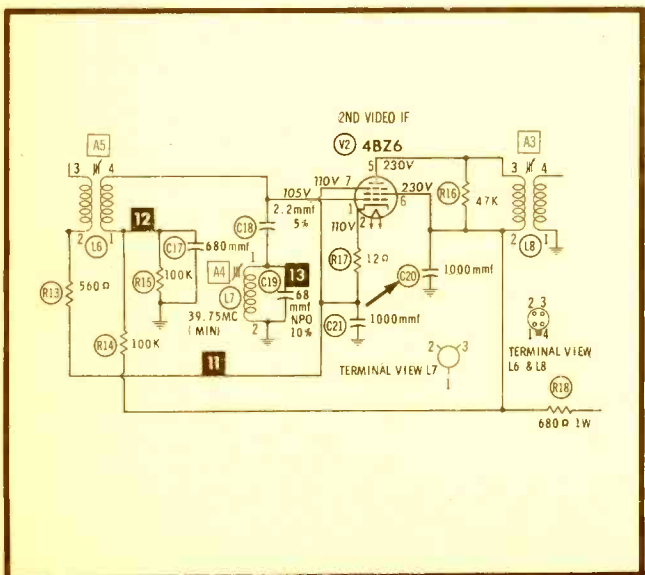 2ND VIDEO IF
V2 4BZ6
A5
A3
3 4
5 230V
3 4
110V 7
105V
230V
R16
47K
12
2.2mmf
5%
1
6
2 1
C17
680mmf
C18
110V 2
2 1
L6
A4 1
13
R17
12Ω
C20
L8
R13
560Ω
R15
100K
C19
L7
68
mmf
NPO
10%
1000mmf
39.75MC
(MIN)
2
C21
1000mmf
2 3
1 4
R14
100K
TERMINAL VIEW
L6 & L8
11
TERMINAL VIEW L7
2 3
1
R18
680Ω 1W